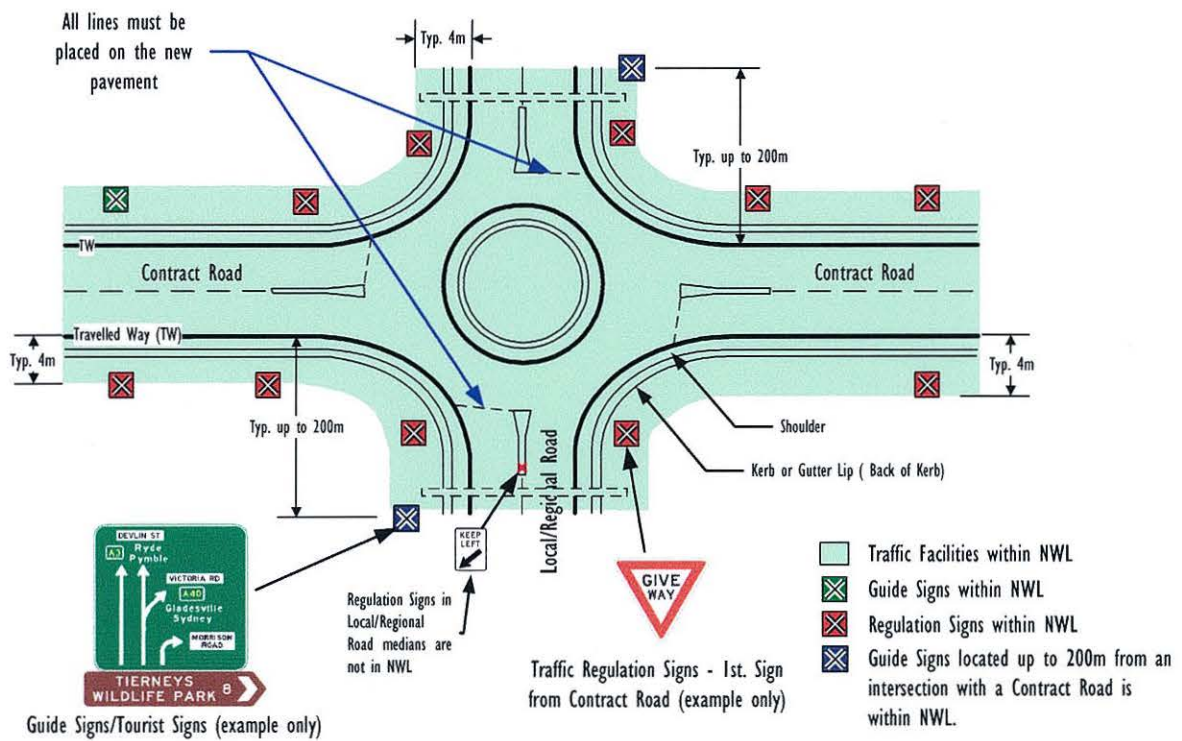 All lines must be
placed on the new
pavement
Typ. 4m
Typ. up to 200m
TW
Contract Road
Contract Road
Travelled Way (TW)
Typ. 4m
Typ. 4m
Typ. up to 200m
Shoulder
Kerb or Gutter Lip ( Back of Kerb)
Local/Regional Road
DEVLIN ST
A3
Ryde
Pymble
VICTORIA RD
A40
Gladesville
Sydney
MORRISON
ROAD
TIERNEYS
WILDLIFE PARK 8
Guide Signs/Tourist Signs (example only)
KEEP
LEFT
Regulation Signs in
Local/Regional
Road medians are
not in NWL
GIVE
WAY
Traffic Regulation Signs - 1st. Sign
from Contract Road (example only)
Traffic Facilities within NWL
Guide Signs within NWL
Regulation Signs within NWL
Guide Signs located up to 200m from an
intersection with a Contract Road is
within NWL.